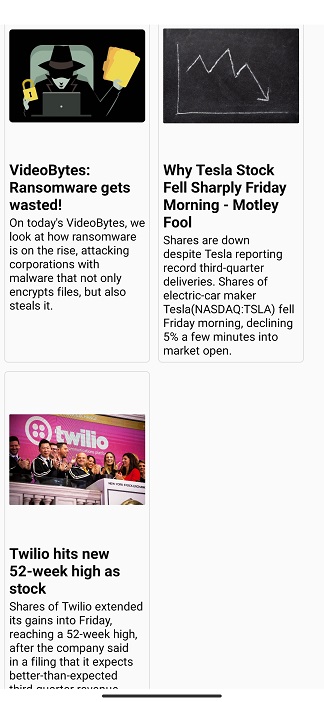 VideoBytes:
Ransomware gets
wasted!
On today's VideoBytes, we
look at how ransomware
is on the rise, attacking
corporations with
malware that not only
encrypts files, but also
steals it.
Why Tesla Stock
Fell Sharply Friday
Morning - Motley
Fool
Shares are down
despite Tesla reporting
record third-quarter
deliveries. Shares of
electric-car maker
Tesla(NASDAQ:TSLA) fell
Friday morning, declining
5% a few minutes into
market open.
twilio
NEW YORK STOCK EXCHANGE
Twilio hits new
52-week high as
stock
Shares of Twilio extended
its gains into Friday,
reaching a 52-week high,
after the company said
in a filing that it expects
better-than-expected
third-quarter revenue